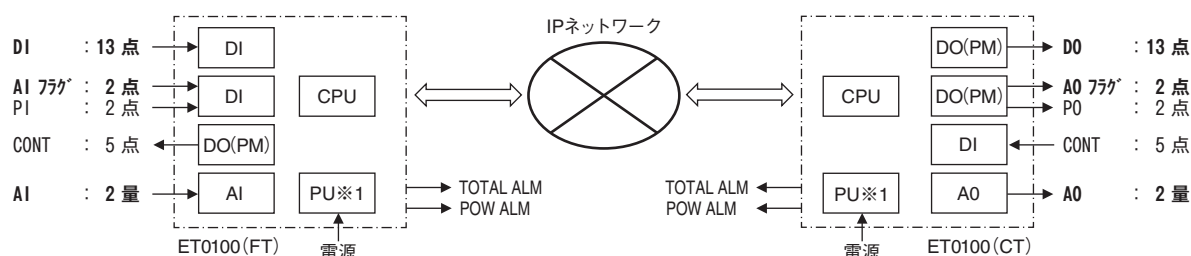 IPネットワーク
DI : 13 点 DI
AI フラグ : 2 点 DI CPU
PI : 2 点
CONT : 5 点 DO(PM)
AI : 2 量 AI PU※1
TOTAL ALM
POW ALM
ET0100(FT) 電源
DO(PM) DO : 13 点
CPU DO(PM) AO フラグ : 2 点
PO : 2 点
DI CONT : 5 点
TOTAL ALM
POW ALM
PU※1 AO AO : 2 量
電源 ET0100(CT)